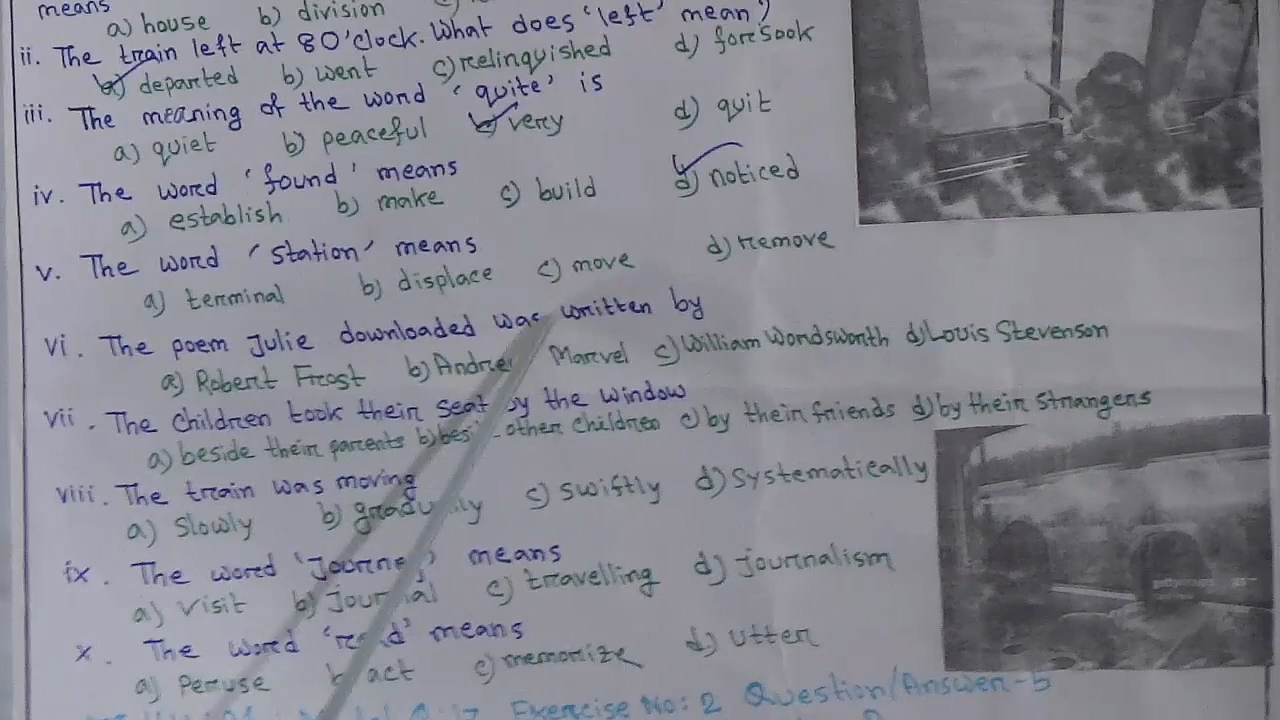 means
a) house b) division
ii. The train left at 8 O'clock. What does 'left' mean?
a) departed b) went c) relinquished d) foresook
iii. The meaning of the word 'quite' is
a) quiet b) peaceful c) very d) quit
iv. The word 'found' means
a) establish b) make c) build d) noticed
v. The word 'station' means
a) terminal b) displace c) move d) remove
vi. The poem Julie downloaded was written by
a) Robert Frost b) Andrew Marvel c) William Wordsworth d) Louis Stevenson
vii. The children took their seat by the window
a) beside their parents b) other children c) by their friends d) by their strangers
viii. The train was moving
a) slowly b) gradually c) swiftly d) systematically
ix. The word 'Journey' means
a) visit b) Journal c) travelling d) journalism
x. The word 'read' means
a) peruse b) act c) memorize d) utter
Exercise No: 2 Question/Answer-b